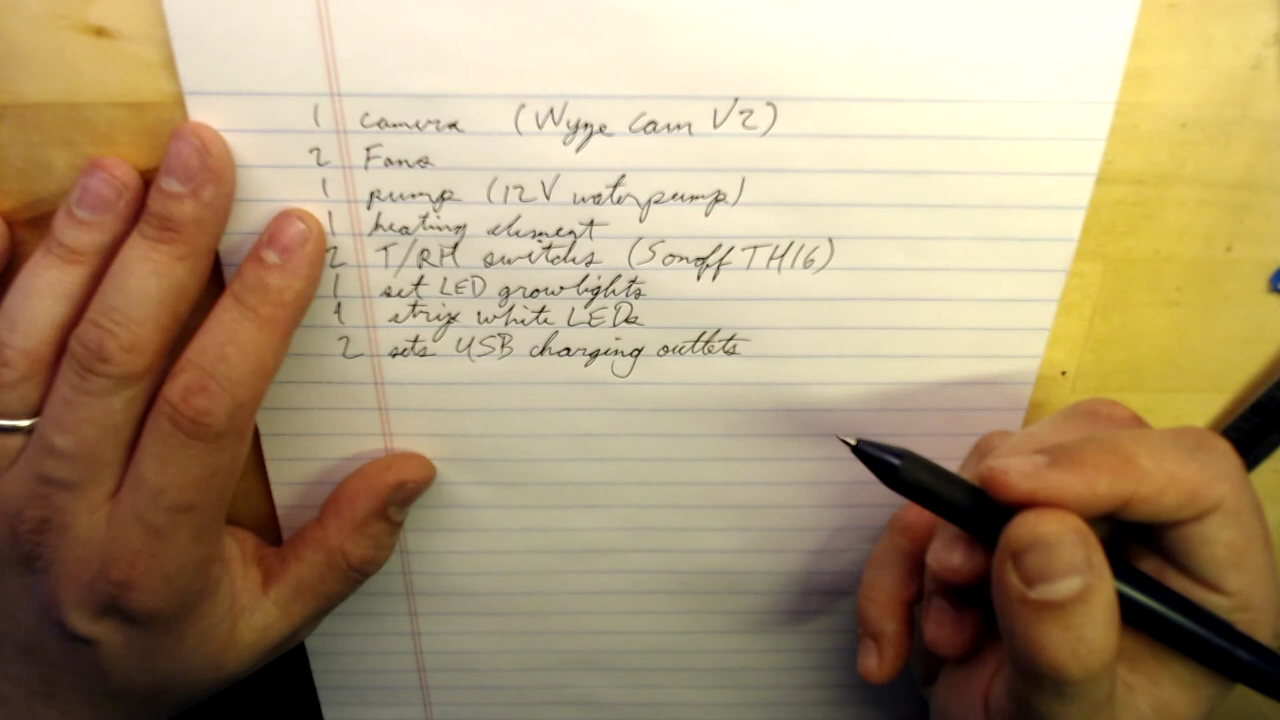 1 camera (Wyze Cam V2)
2 Fans
1 pump (12V waterpump)
1 heating element
2 T/RH switches (Sonoff TH16)
1 set LED growlights
1 strip white LEDs
2 sets USB charging outlets